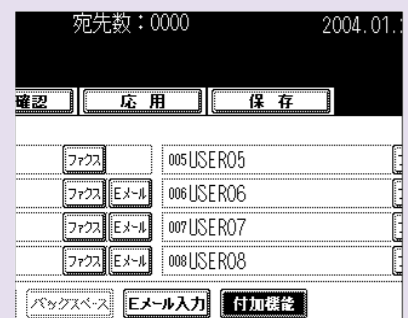 宛先数：0000 2004.01.
確認 応用 保存
ファクス 005 USER05
ファクス Eメール 006 USER06
ファクス Eメール 007 USER07
ファクス Eメール 008 USER08
バックスペース Eメール入力 付加機能